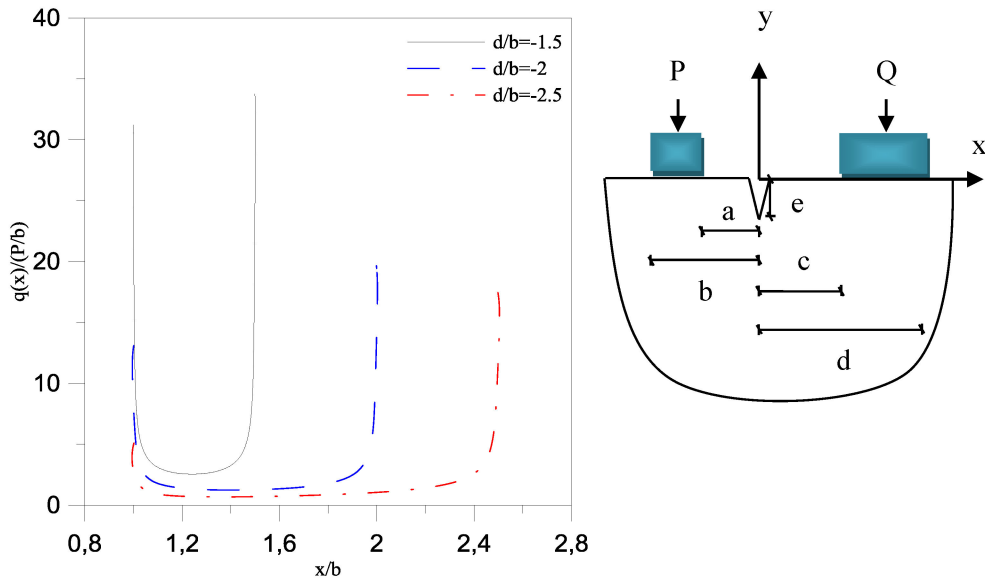 40
30
20
10
0
q(x)/(P/b)
0,8
1,2
1,6
2
2,4
2,8
x/b
d/b=-1.5
d/b=-2
d/b=-2.5
y
P
Q
x
e
a
c
b
d